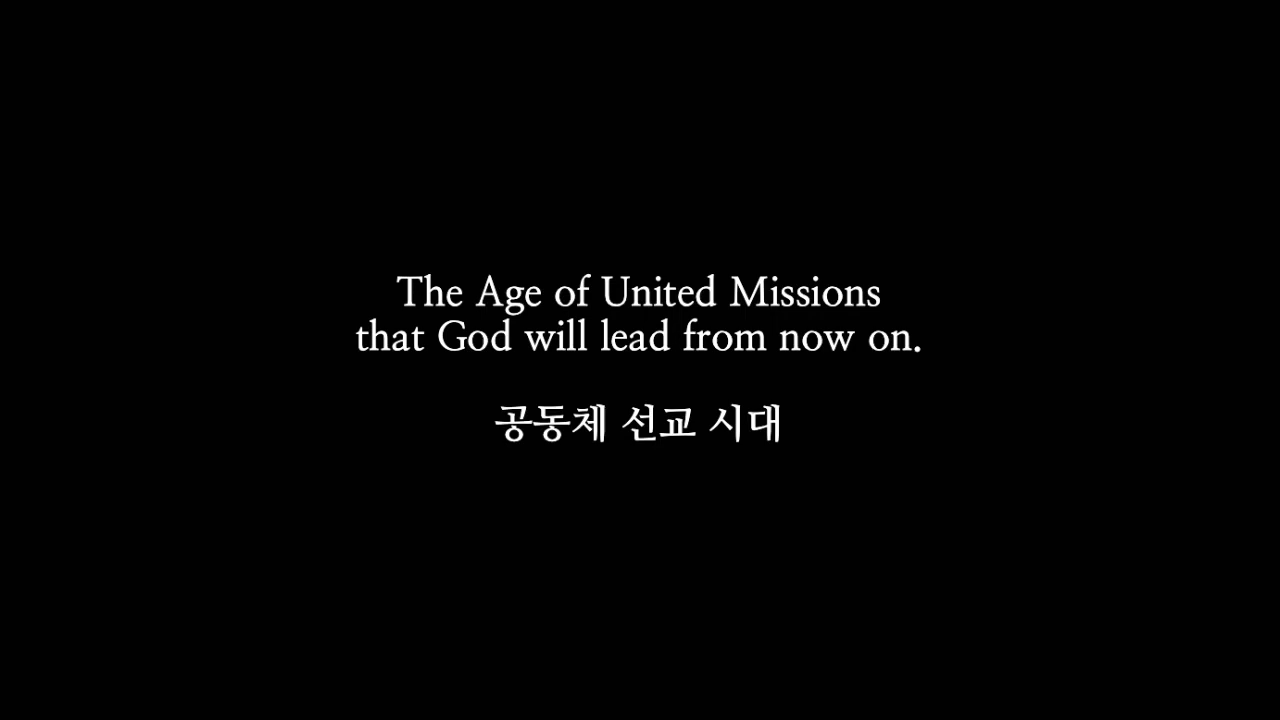 The Age of United Missions
that God will lead from now on.
공동체 선교 시대